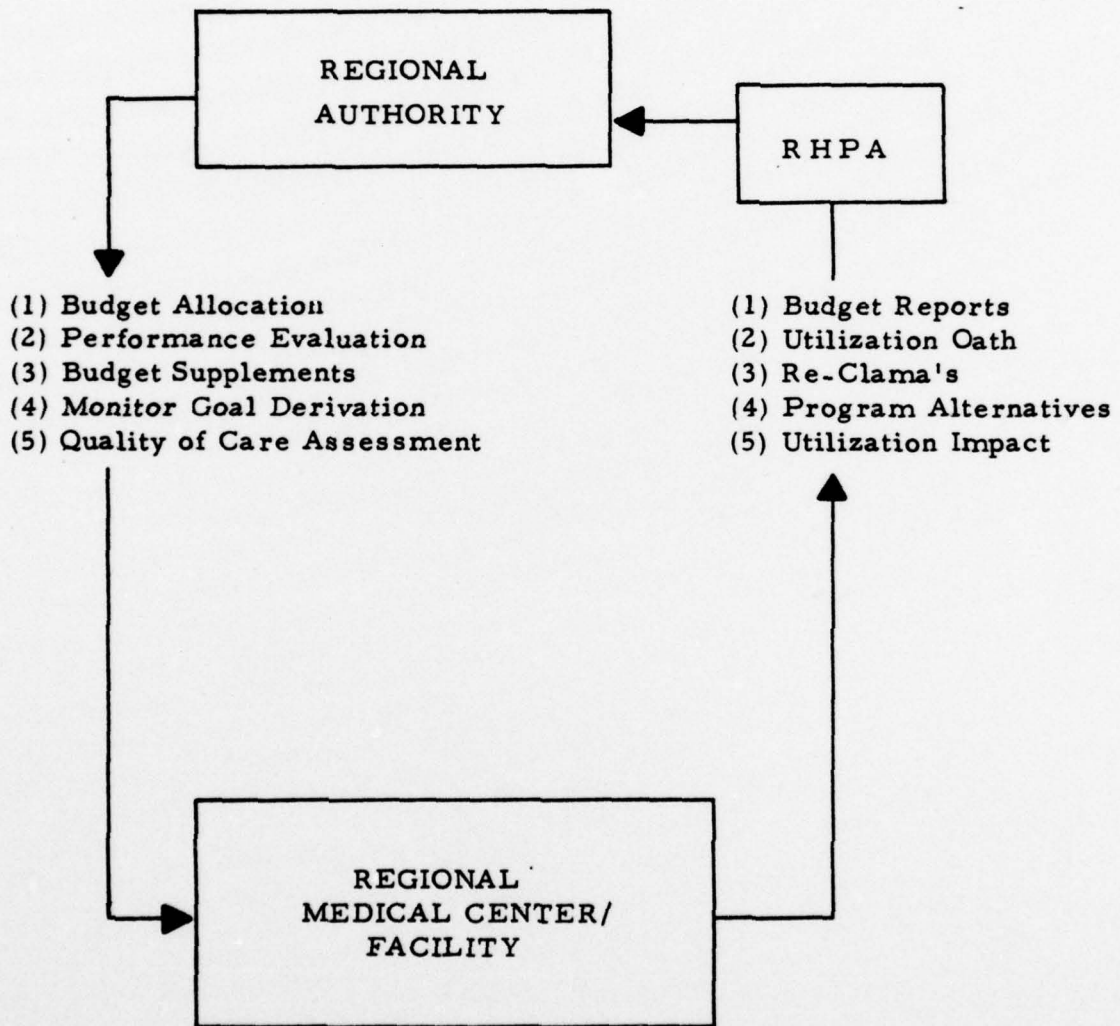 REGIONAL
AUTHORITY
RHPA
(1) Budget Allocation
(2) Performance Evaluation
(3) Budget Supplements
(4) Monitor Goal Derivation
(5) Quality of Care Assessment
(1) Budget Reports
(2) Utilization Oath
(3) Re-Clama's
(4) Program Alternatives
(5) Utilization Impact
REGIONAL
MEDICAL CENTER/
FACILITY